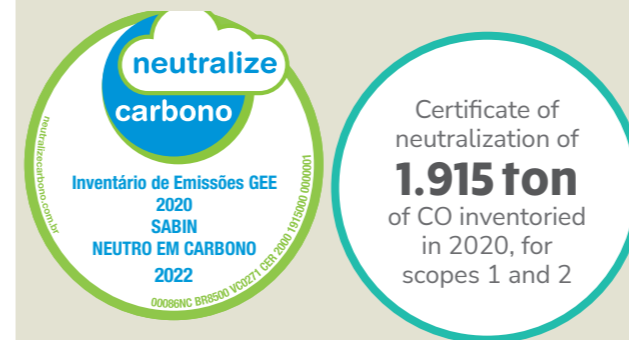 neutralize
carbono
neutralizecarbono.com.br
Inventário de Emissões GEE
2020
SABIN
NEUTRO EM CARBONO
2022
00086NC BR8500 VC0271 CER 2000 1915000 0000001
Certificate of
neutralization of
1.915 ton
of CO inventoried
in 2020, for
scopes 1 and 2